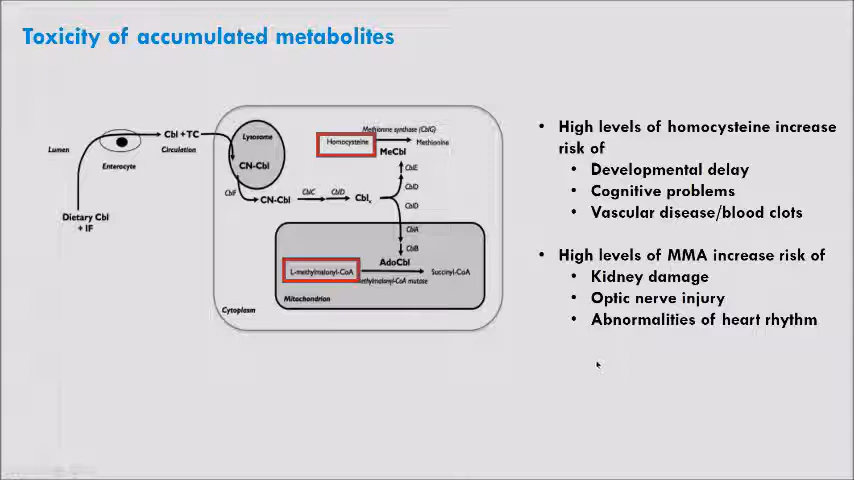 Toxicity of accumulated metabolites
Lumen
Enterocyte
Dietary Cbl
+ IF
Cbl + TC
Circulation
Lysosome
CN-Cbl
CblF
CN-Cbl
CblC
CblD
Cblx
Methionine synthase (CblG)
Homocysteine
Methionine
MeCbl
CblE
CblD
CblD
CblA
CblB
AdoCbl
L-methylmalonyl-CoA
Succinyl-CoA
ethylmalonyl-CoA mutase
Mitochondrion
Cytoplasm
• High levels of homocysteine increase
risk of
• Developmental delay
• Cognitive problems
• Vascular disease/blood clots
• High levels of MMA increase risk of
• Kidney damage
• Optic nerve injury
• Abnormalities of heart rhythm